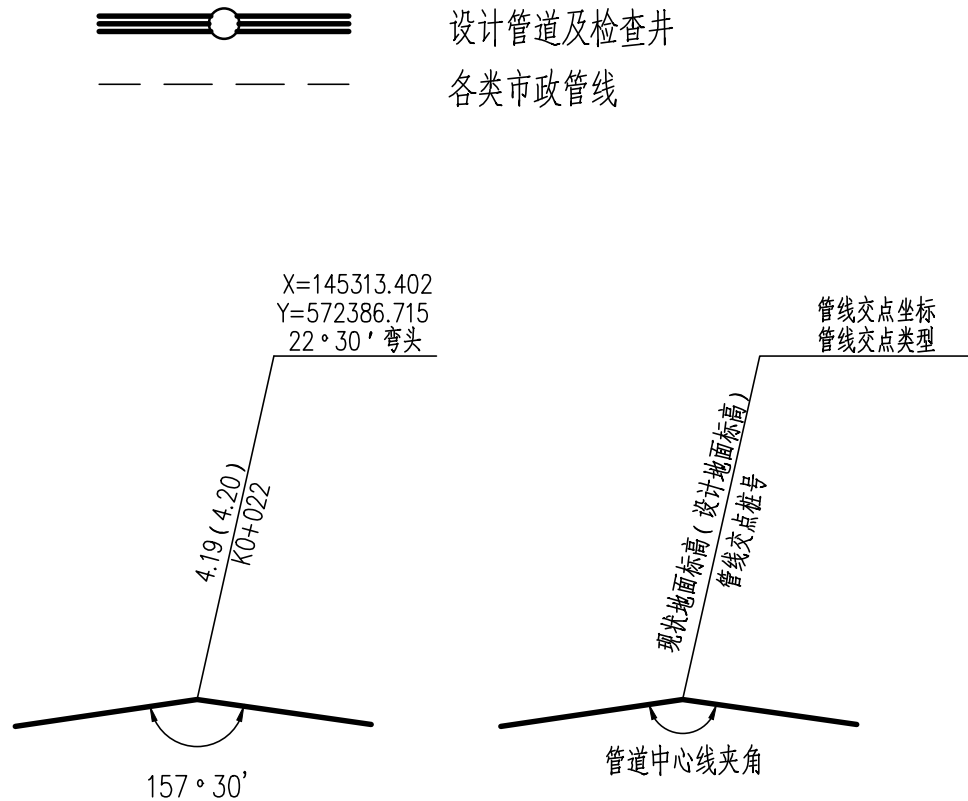 设计管道及检查井
各类市政管线
X=145313.402
Y=572386.715
22°30′弯头
4.19(4.20)
K0+022
157°30′
管线交点坐标
管线交点类型
现状地面标高(设计地面标高)
管线交点桩号
管道中心线夹角